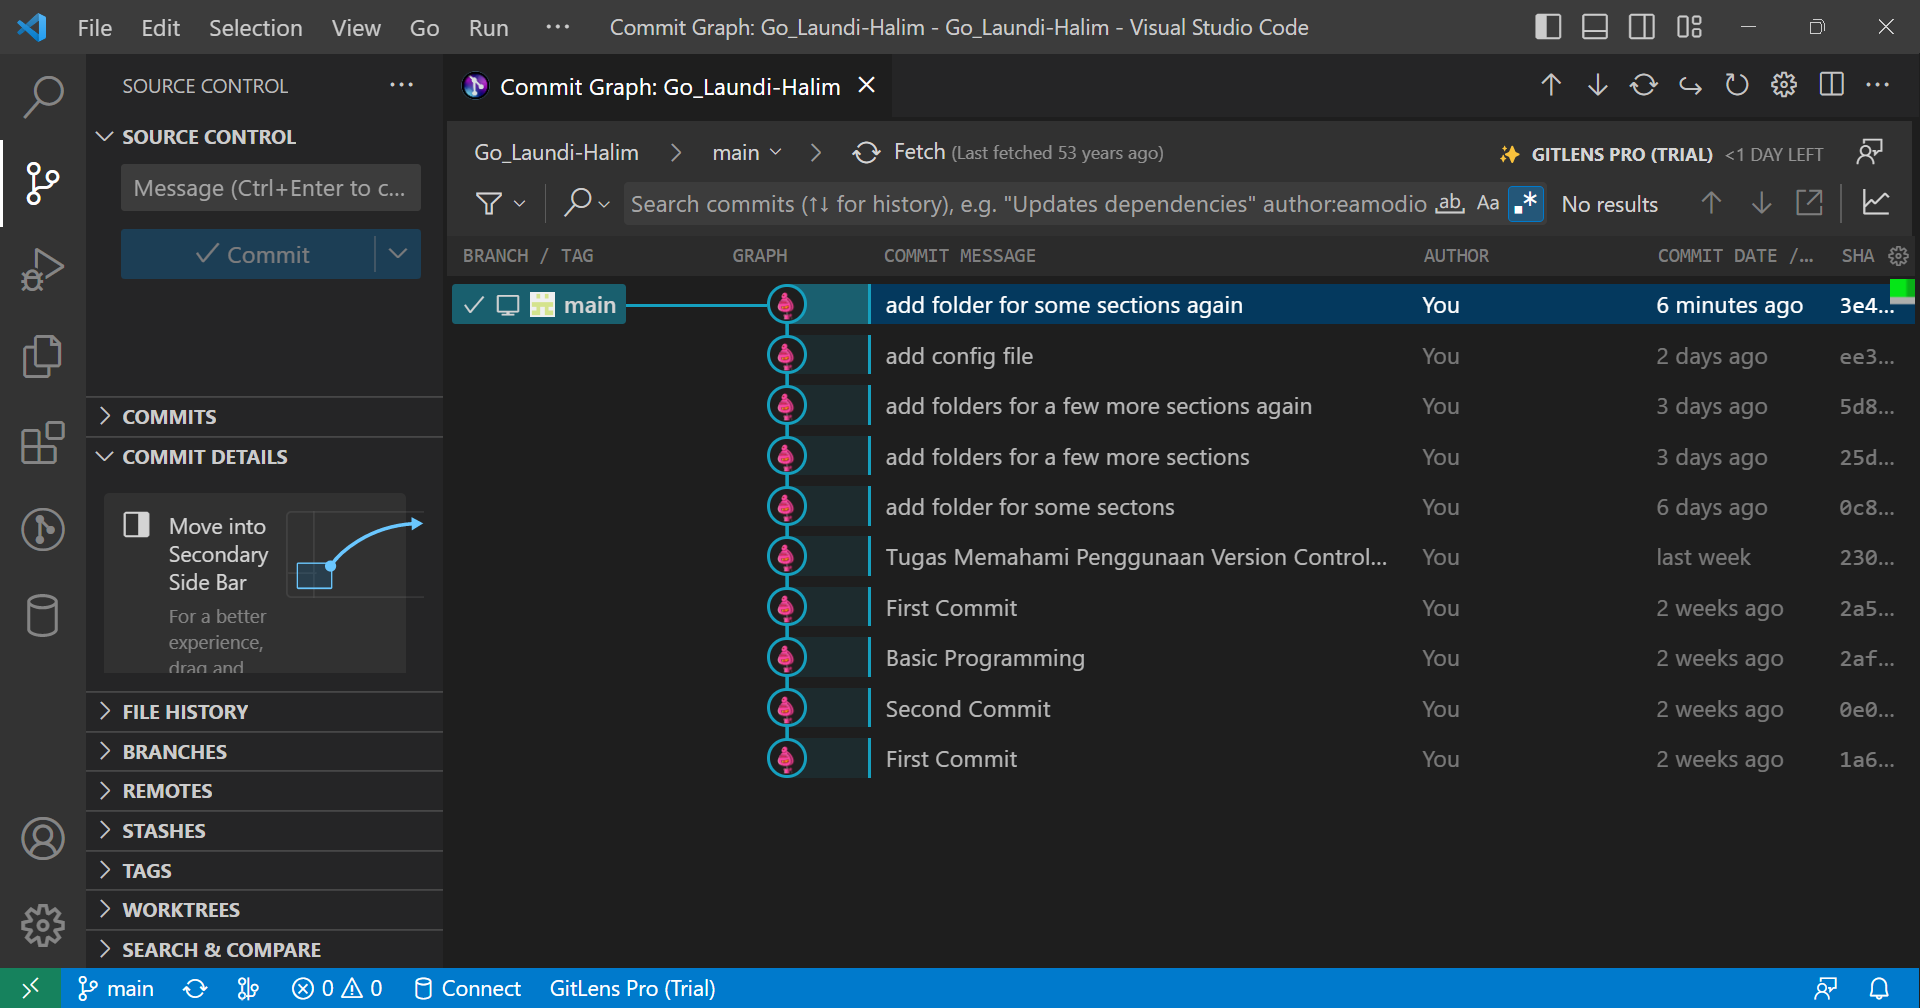 File Edit Selection View Go Run ··· Commit Graph: Go_Laundi-Halim - Go_Laundi-Halim - Visual Studio Code
SOURCE CONTROL ···
Commit Graph: Go_Laundi-Halim
SOURCE CONTROL
Message (Ctrl+Enter to c...
Commit
Go_Laundi-Halim > main > Fetch (Last fetched 53 years ago) GITLENS PRO (TRIAL) <1 DAY LEFT
Search commits (↑↓ for history), e.g. "Updates dependencies" author:eamodio ab Aa .* No results
BRANCH / TAG GRAPH COMMIT MESSAGE AUTHOR COMMIT DATE /... SHA
main add folder for some sections again You 6 minutes ago 3e4...
add config file You 2 days ago ee3...
add folders for a few more sections again You 3 days ago 5d8...
add folders for a few more sections You 3 days ago 25d...
add folder for some sectons You 6 days ago 0c8...
Tugas Memahami Penggunaan Version Control... You last week 230...
First Commit You 2 weeks ago 2a5...
Basic Programming You 2 weeks ago 2af...
Second Commit You 2 weeks ago 0e0...
First Commit You 2 weeks ago 1a6...
COMMITS
COMMIT DETAILS
Move into
Secondary
Side Bar
For a better
experience,
drag and
FILE HISTORY
BRANCHES
REMOTES
STASHES
TAGS
WORKTREES
SEARCH & COMPARE
main 0 0 Connect GitLens Pro (Trial)